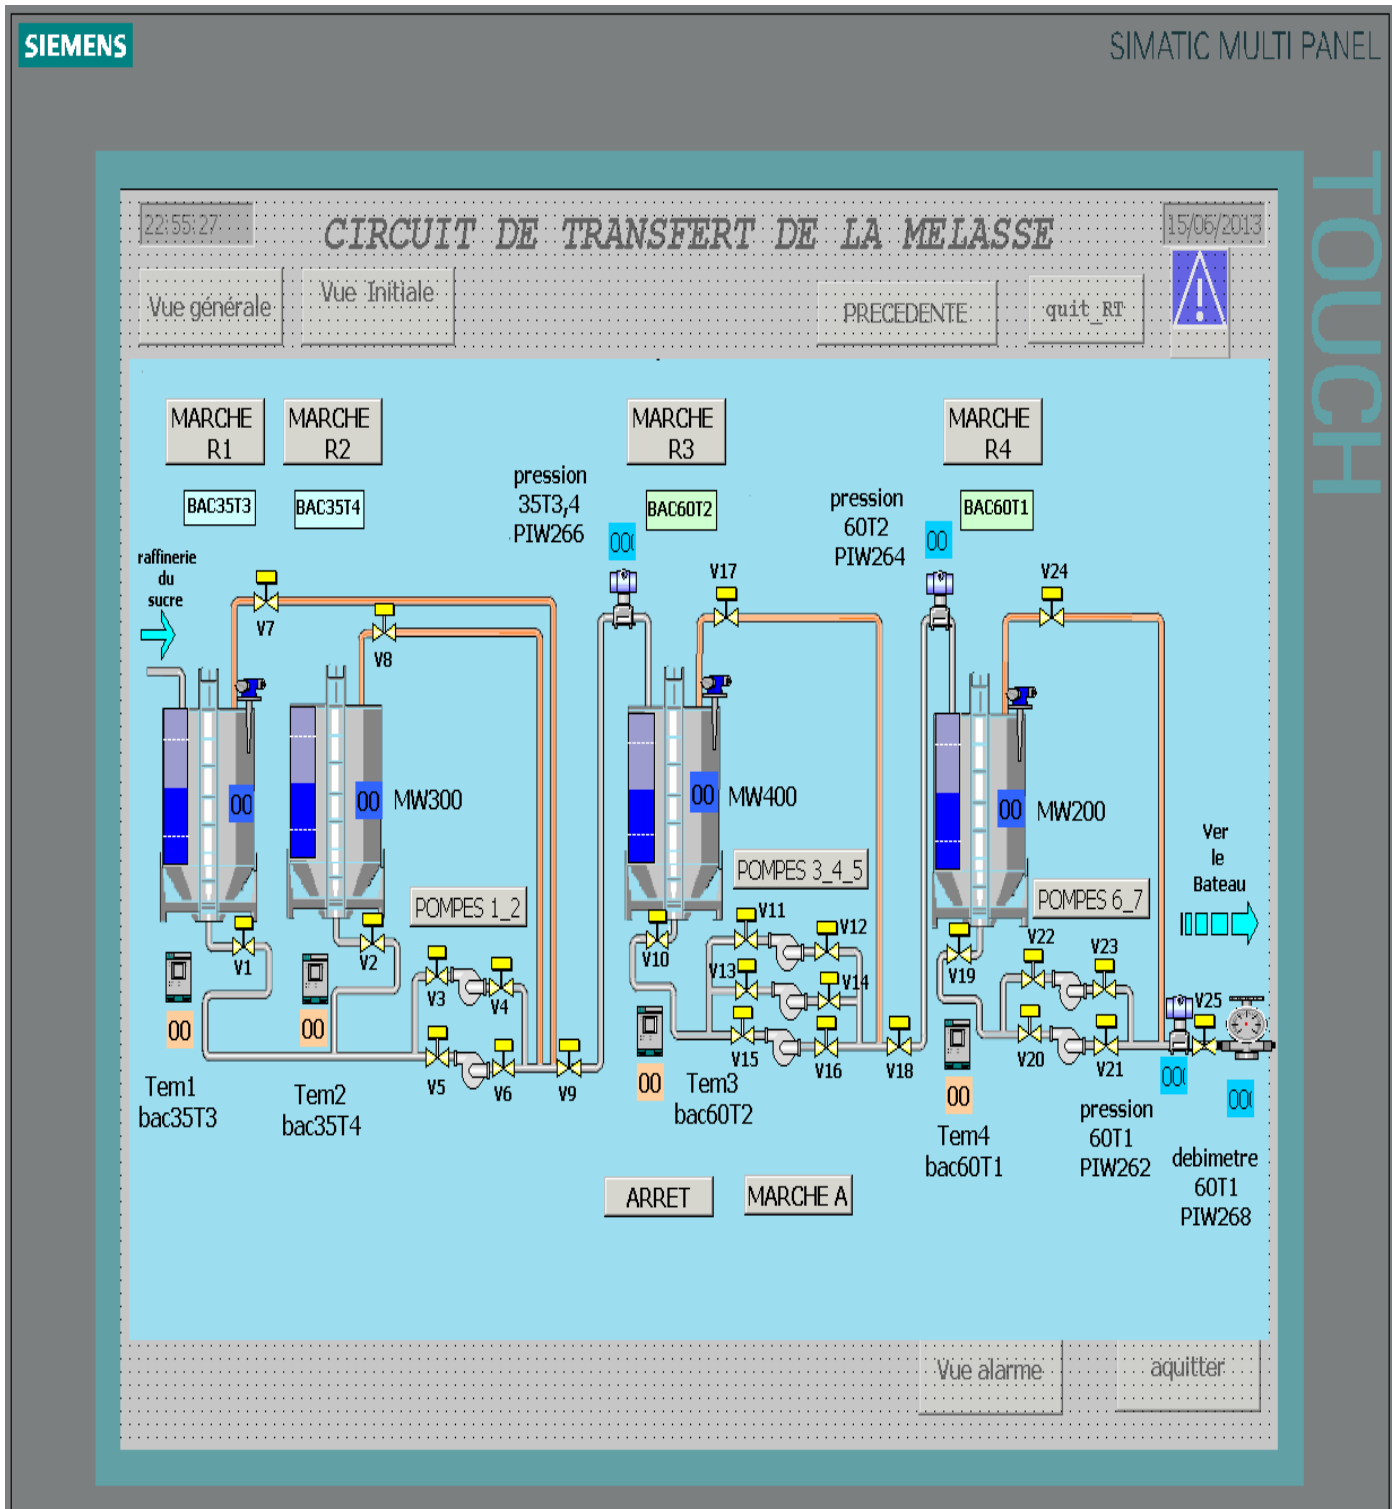 SIEMENS
SIMATIC MULTI PANEL
TOUCH
22:55:27
CIRCUIT DE TRANSFERT DE LA MELASSE
15/06/2013
Vue générale
Vue Initiale
PRECEDENTE
quit_RT
MARCHE
R1
MARCHE
R2
MARCHE
R3
MARCHE
R4
BAC35T3
BAC35T4
pression
35T3,4
PIW266
BAC60T2
pression
60T2
PIW264
BAC60T1
000
00
raffinerie
du
sucre
V7
V8
V17
V24
00
00
MW300
00
MW400
00
MW200
Ver
le
Bateau
POMPES 1_2
POMPES 3_4_5
POMPES 6_7
V1
V2
V3
V4
V5
V6
V9
V10
V11
V12
V13
V14
V15
V16
V18
V19
V22
V23
V20
V21
V25
00
00
00
00
000
000
Tem1
bac35T3
Tem2
bac35T4
Tem3
bac60T2
Tem4
bac60T1
pression
60T1
PIW262
debimetre
60T1
PIW268
ARRET
MARCHE A
Vue alarme
aquitter